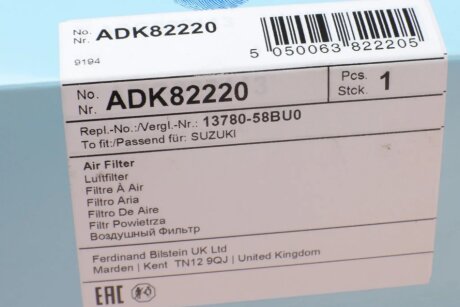 No.
Nr. ADK82220
9194
5 050063 822205
No.
Nr. ADK82220
Pcs.
Stck. 1
Repl.-No.:/Vergl.-Nr.: 13780-58BU0
To fit:/Passend für: SUZUKI
Air Filter
Luftfilter
Filtre À Air
Filtro Aria
Filtro De Aire
Filtr Powietrza
Воздушный Фильтр
Ferdinand Bilstein UK Ltd
Marden | Kent TN12 9QJ | United Kingdom
EAC